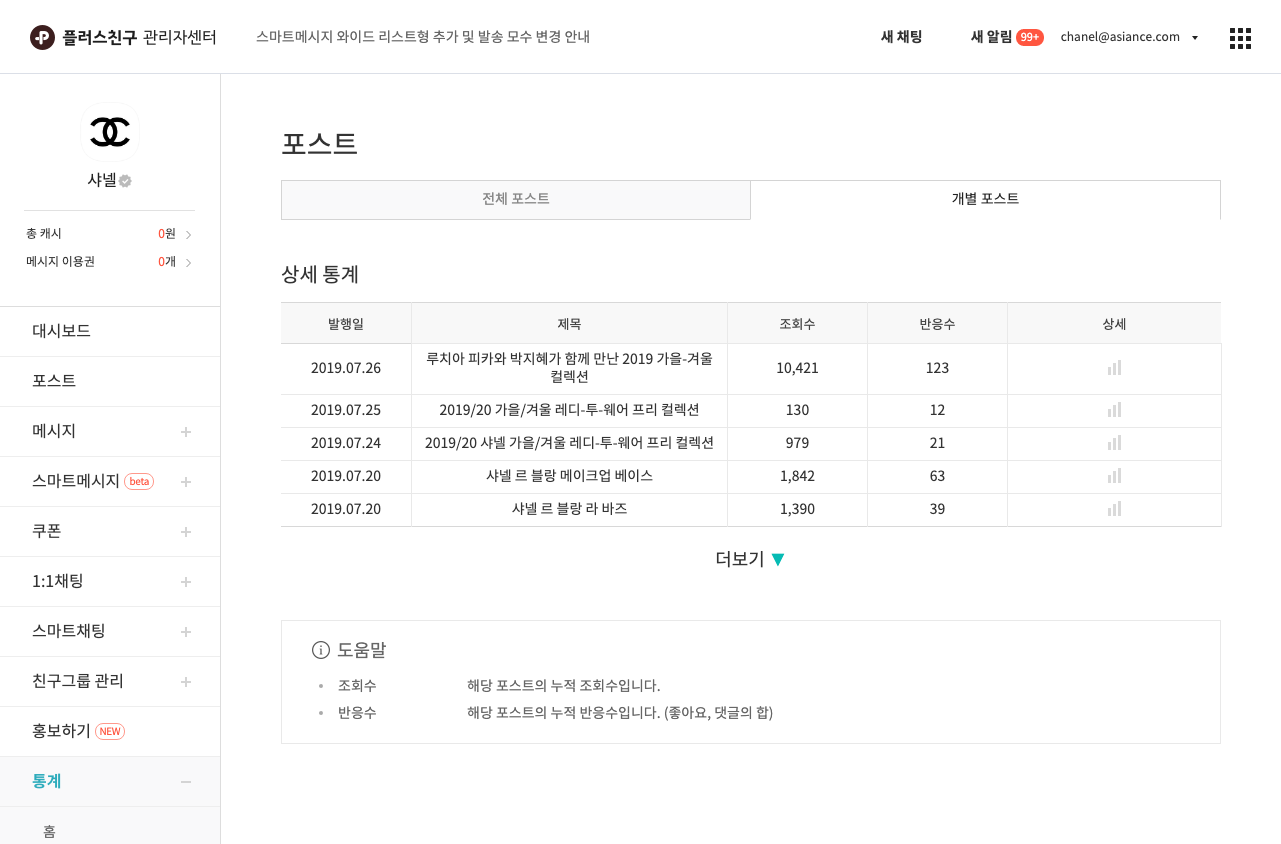 플러스친구 관리자센터 스마트메시지 와이드 리스트형 추가 및 발송 모수 변경 안내 새 채팅 새 알림 99+ chanel@asiance.com
샤넬
총 캐시 0원
메시지 이용권 0개
대시보드
포스트
메시지
스마트메시지 beta
쿠폰
1:1채팅
스마트채팅
친구그룹 관리
홍보하기 NEW
통계
홈
포스트
전체 포스트 개별 포스트
상세 통계
발행일 제목 조회수 반응수 상세
2019.07.26 루치아 피카와 박지혜가 함께 만난 2019 가을-겨울 컬렉션 10,421 123
2019.07.25 2019/20 가을/겨울 레디-투-웨어 프리 컬렉션 130 12
2019.07.24 2019/20 샤넬 가을/겨울 레디-투-웨어 프리 컬렉션 979 21
2019.07.20 샤넬 르 블랑 메이크업 베이스 1,842 63
2019.07.20 샤넬 르 블랑 라 바즈 1,390 39
더보기 ▼
도움말
• 조회수 해당 포스트의 누적 조회수입니다.
• 반응수 해당 포스트의 누적 반응수입니다. (좋아요, 댓글의 합)